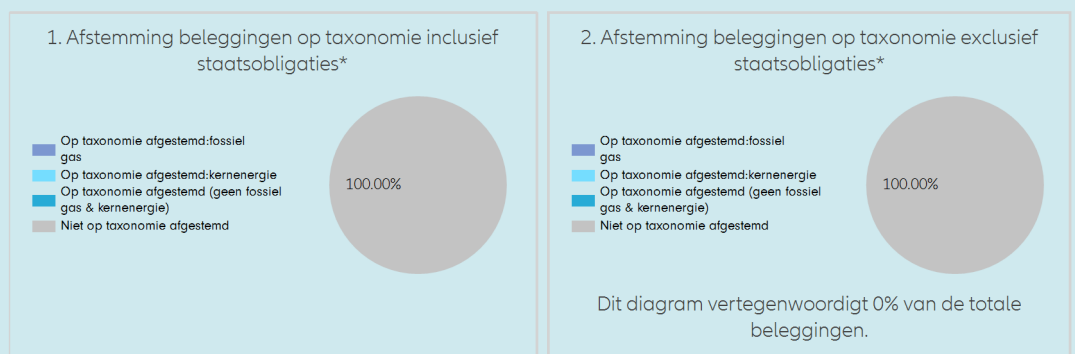 1. Afstemming beleggingen op taxonomie inclusief
staatsobligaties*
Op taxonomie afgestemd:fossiel
gas
Op taxonomie afgestemd:kernenergie
Op taxonomie afgestemd (geen fossiel
gas & kernenergie)
Niet op taxonomie afgestemd
100.00%
2. Afstemming beleggingen op taxonomie exclusief
staatsobligaties*
Op taxonomie afgestemd:fossiel
gas
Op taxonomie afgestemd:kernenergie
Op taxonomie afgestemd (geen fossiel
gas & kernenergie)
Niet op taxonomie afgestemd
100.00%
Dit diagram vertegenwoordigt 0% van de totale
beleggingen.